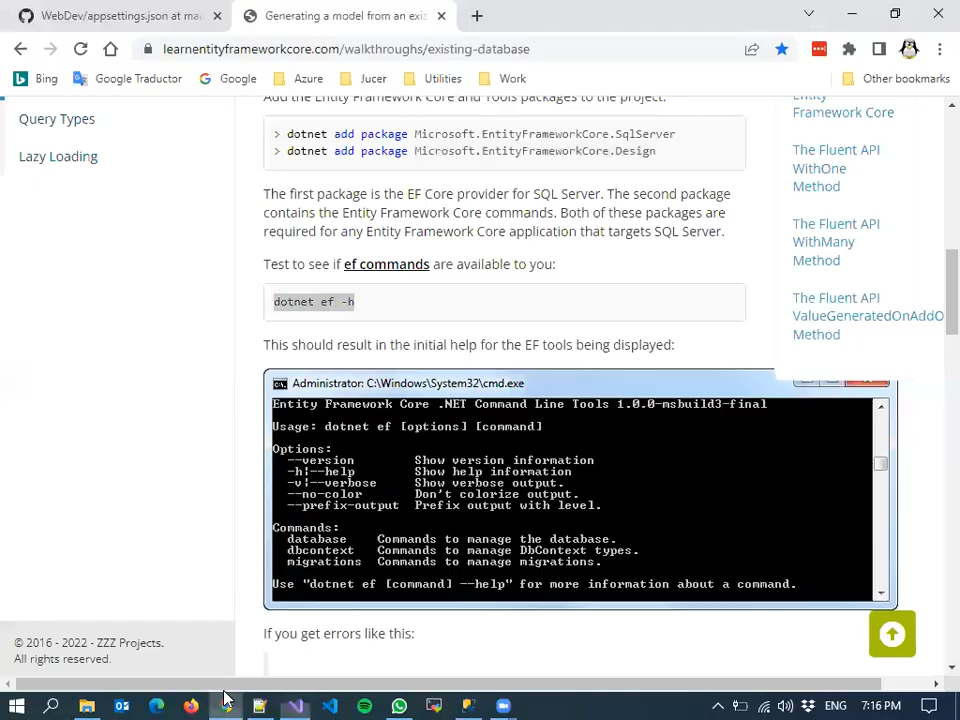 WebDev/appsettings.json at ma
Generating a model from an exis
learnentityframeworkcore.com/walkthroughs/existing-database
Bing
Google Traductor
Google
Azure
Jucer
Utilities
Work
Other bookmarks
Query Types
Lazy Loading
Add the Entity Framework Core and Tools packages to the project:
> dotnet add package Microsoft.EntityFrameworkCore.SqlServer
> dotnet add package Microsoft.EntityFrameworkCore.Design
The first package is the EF Core provider for SQL Server. The second package
contains the Entity Framework Core commands. Both of these packages are
required for any Entity Framework Core application that targets SQL Server.
Test to see if ef commands are available to you:
dotnet ef -h
This should result in the initial help for the EF tools being displayed:
Administrator: C:\Windows\System32\cmd.exe
Entity Framework Core .NET Command Line Tools 1.0.0-msbuild3-final
Usage: dotnet ef [options] [command]
Options:
--version Show version information
-h|--help Show help information
-v|--verbose Show verbose output.
--no-color Don't colorize output.
--prefix-output Prefix output with level.
Commands:
database Commands to manage the database.
dbcontext Commands to manage DbContext types.
migrations Commands to manage migrations.
Use "dotnet ef [command] --help" for more information about a command.
If you get errors like this:
Entity
Framework Core
The Fluent API
WithOne
Method
The Fluent API
WithMany
Method
The Fluent API
ValueGeneratedOnAddO
Method
© 2016 - 2022 - ZZZ Projects.
All rights reserved.
ENG
7:16 PM